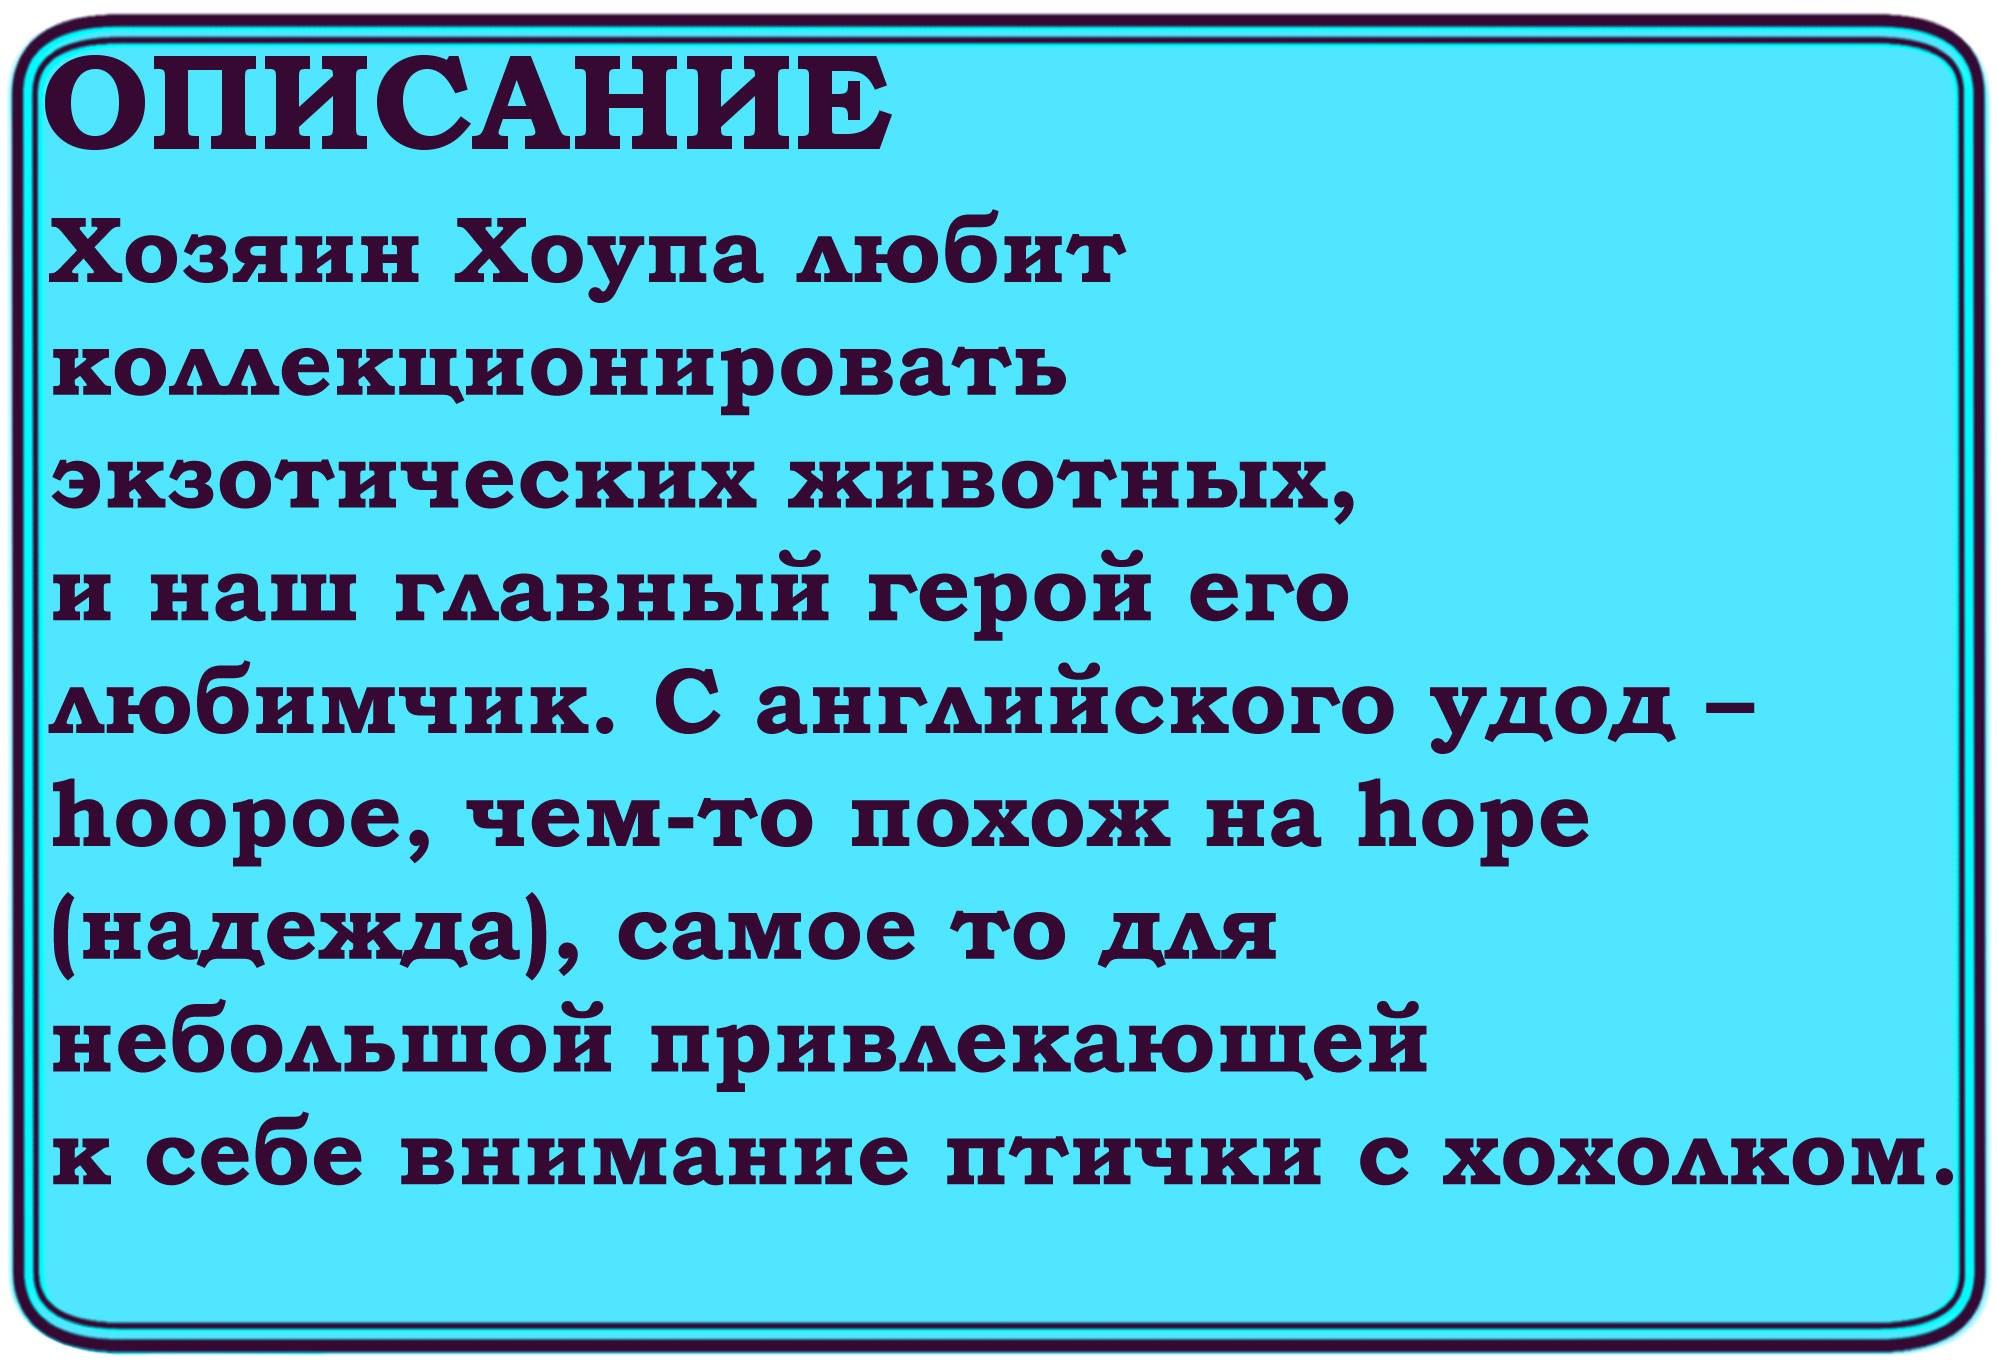 ОПИСАНИЕ
Хозяин Хоупа любит
коллекционировать
экзотических животных,
и наш главный герой его
любимчик. С английского удод –
hoopoe, чем-то похож на hope
(надежда), самое то для
небольшой привлекающей
к себе внимание птички с хохолком.